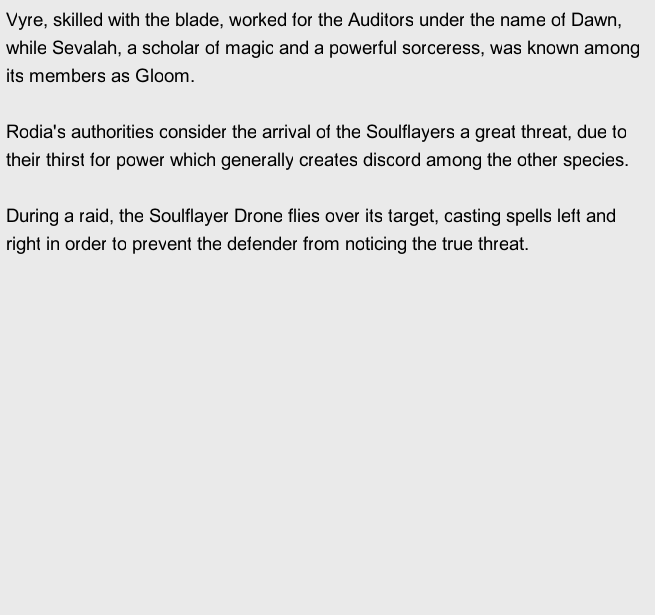 Vyre, skilled with the blade, worked for the Auditors under the name of Dawn,
while Sevalah, a scholar of magic and a powerful sorceress, was known among
its members as Gloom.
Rodia's authorities consider the arrival of the Soulflayers a great threat, due to
their thirst for power which generally creates discord among the other species.
During a raid, the Soulflayer Drone flies over its target, casting spells left and
right in order to prevent the defender from noticing the true threat.